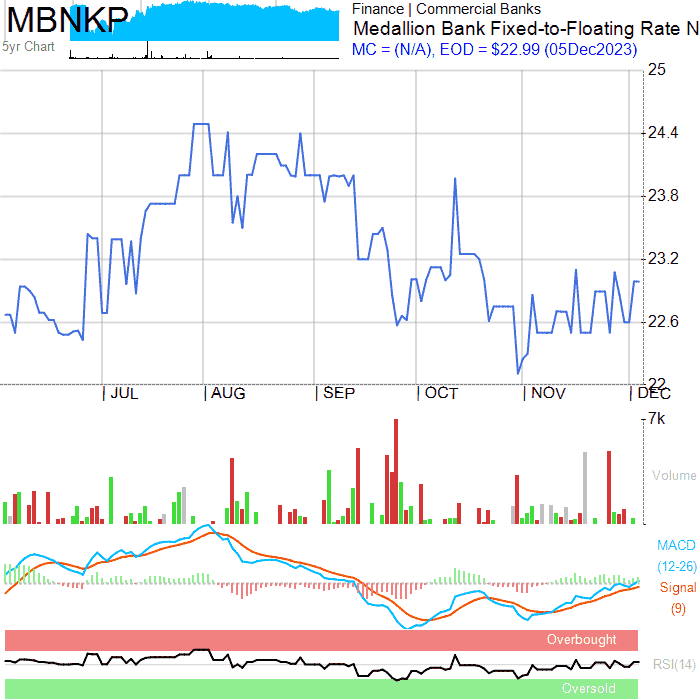 MBNKP
5yr Chart
Finance | Commercial Banks
Medallion Bank Fixed-to-Floating Rate N
MC = (N/A), EOD = $22.99 (05Dec2023)
25
24.4
23.8
23.2
22.6
22
| JUL | AUG | SEP | OCT | NOV | DEC
7k
Volume
MACD
(12-26)
Signal
(9)
Overbought
RSI(14)
Oversold